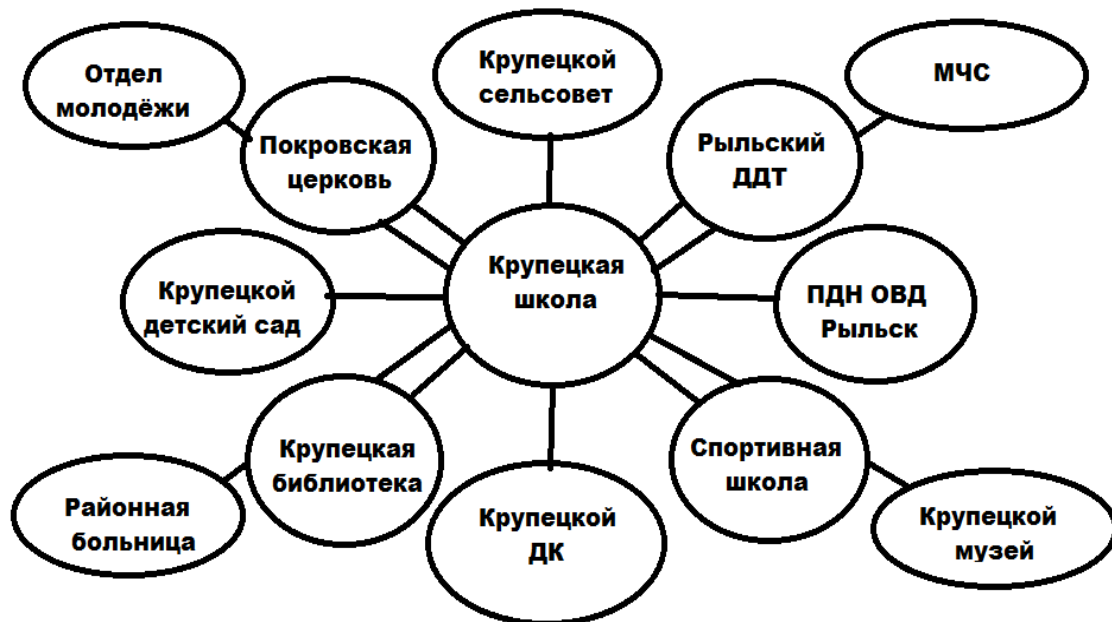 Отдел
молодёжи
Крупецкой
сельсовет
МЧС
Покровская
церковь
Рыльский
ДДТ
Крупецкой
детский сад
Крупецкая
школа
ПДН ОВД
Рыльск
Крупецкая
библиотека
Спортивная
школа
Районная
больница
Крупецкой
ДК
Крупецкой
музей